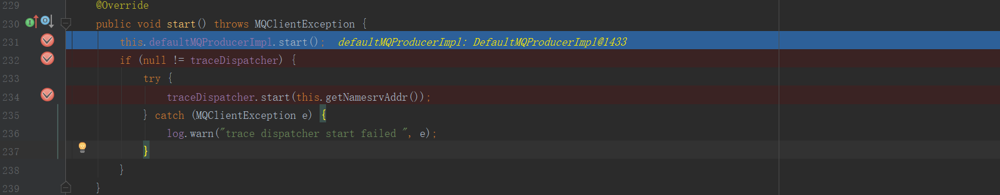 229 @Override
230 public void start() throws MQClientException {
231 this.defaultMQProducerImpl.start(); defaultMQProducerImpl: DefaultMQProducerImpl@1433
232 if (null != traceDispatcher) {
233 try {
234 traceDispatcher.start(this.getNamesrvAddr());
235 } catch (MQClientException e) {
236 log.warn("trace dispatcher start failed ", e);
237 }
238 }
239 }